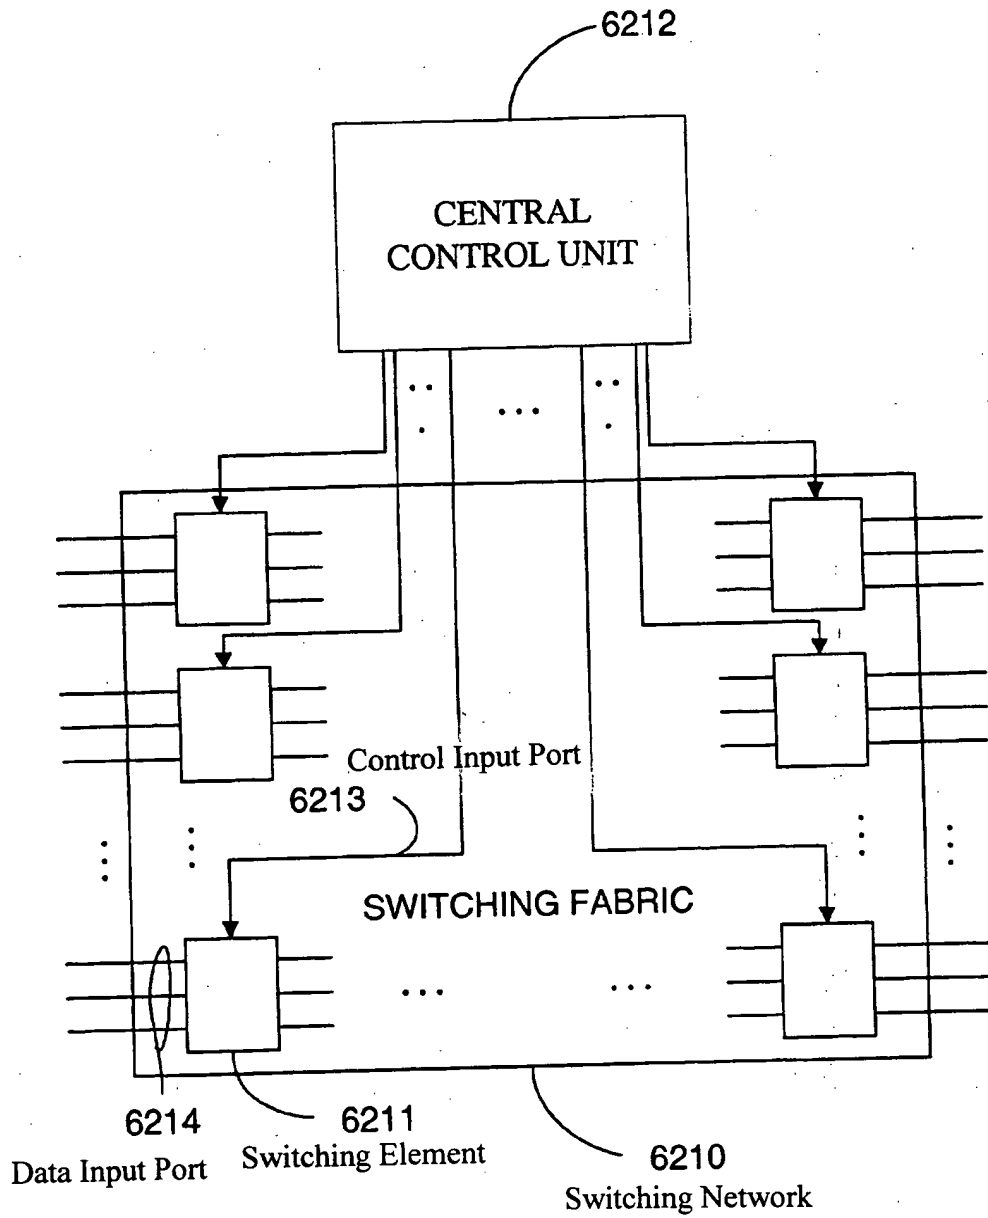 6212
CENTRAL
CONTROL UNIT
Control Input Port
6213
SWITCHING FABRIC
6214
Data Input Port
6211
Switching Element
6210
Switching Network